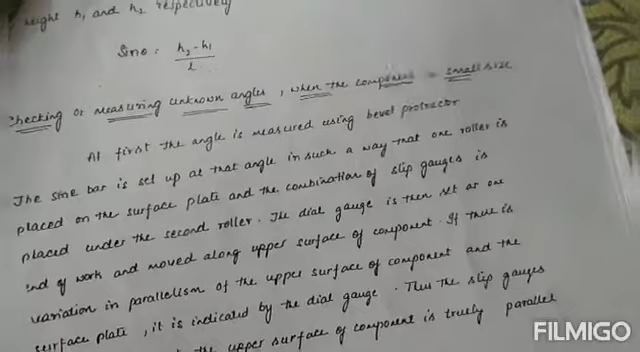 height h1 and h2 respectively
Sinθ = h2 - h1 / l
Checking or measuring unknown angles, when the component = small size
At first the angle is measured using bevel protractor
The sine bar is set up at that angle in such a way that one roller is
placed on the surface plate and the combination of slip gauges is
placed under the second roller. The dial gauge is then set at one
end of work and moved along upper surface of component. If there is
variation in parallelism of the upper surface of component and the
surface plate, it is indicated by the dial gauge. Thus the slip gauges
the upper surface of component is truely parallel
FILMIGO